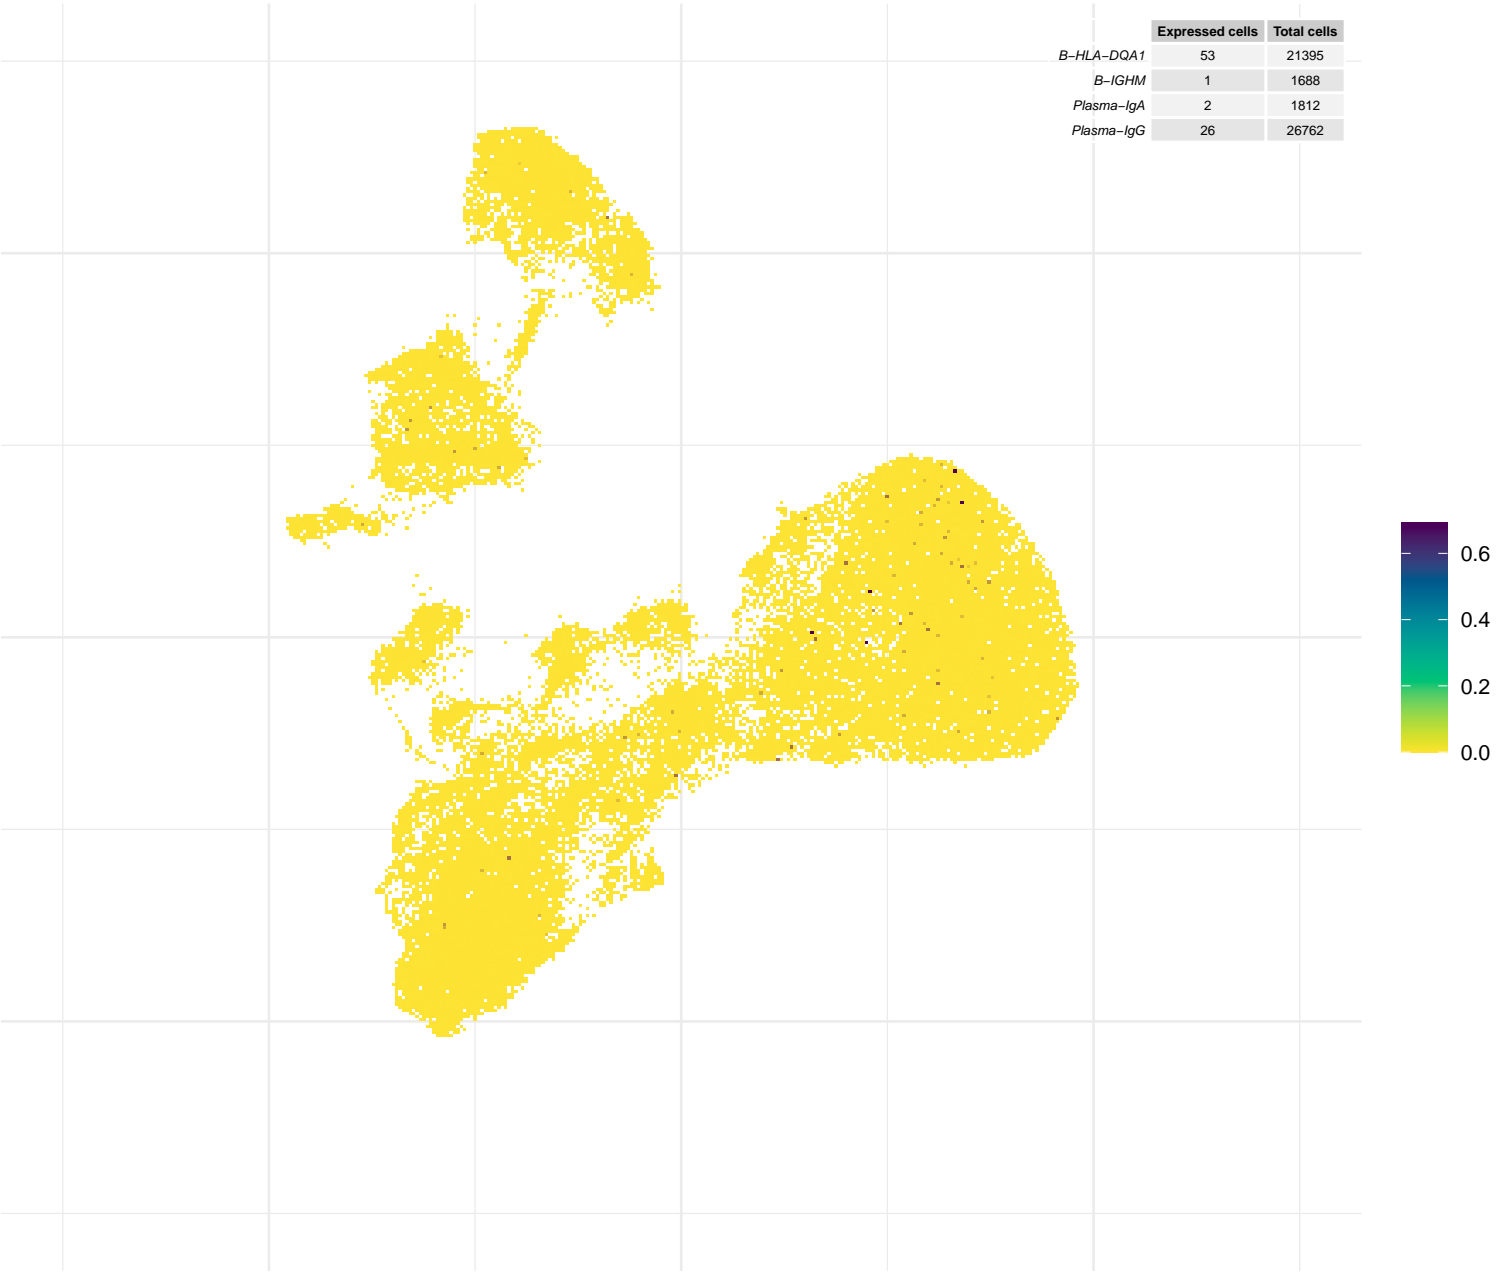 Expressed cells Total cells
B−HLA−DQA1 53 21395
B−IGHM 1 1688
Plasma−IgA 2 1812
Plasma−IgG 26 26762
0.6
0.4
0.2
0.0